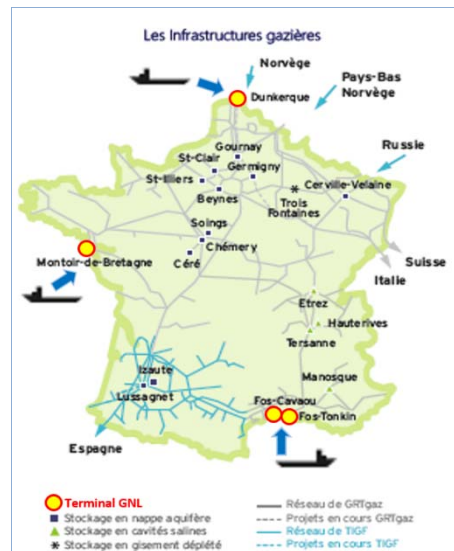 Les Infrastructures gazières
Norvège
Dunkerque
Pays-Bas
Norvège
Gournay
St-Clair
Germigny
Russie
St-Illiers
Cerville-Velaine
Beynes
Trois
Fontaines
Soings
Chémery
Céré
Suisse
Italie
Montoir-de-Bretagne
Etrez
Hauterives
Tersanne
Manosque
Izaute
Lussagnet
Fos-Cavaou
Fos-Tonkin
Espagne
Terminal GNL
Stockage en nappe aquifère
Stockage en cavités salines
Stockage en gisement déplété
Réseau de GRTgaz
Projets en cours GRTgaz
Réseau de TIGF
Projets en cours TIGF